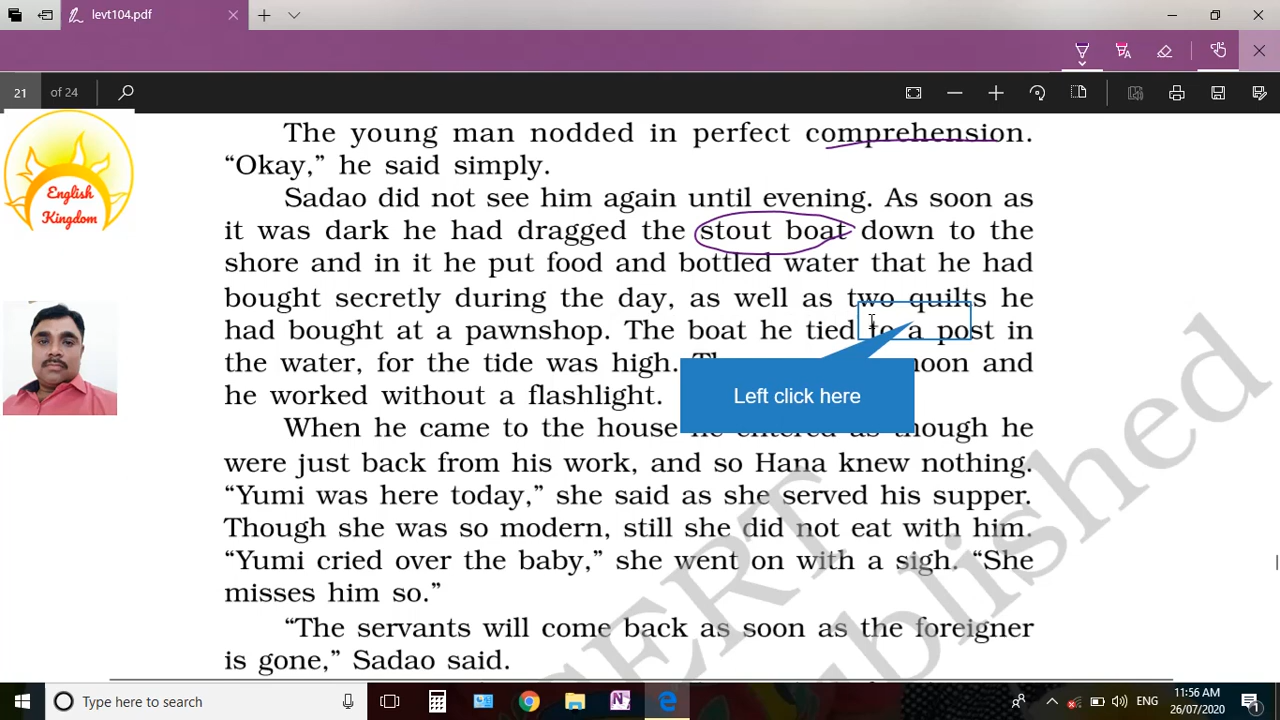 levt104.pdf
21 of 24
English
Kingdom
The young man nodded in perfect comprehension.
“Okay,” he said simply.
Sadao did not see him again until evening. As soon as
it was dark he had dragged the stout boat down to the
shore and in it he put food and bottled water that he had
bought secretly during the day, as well as two quilts he
had bought at a pawnshop. The boat he tied to a post in
the water, for the tide was high. moon and
he worked without a flashlight.
Left click here
When he came to the house he entered as though he
were just back from his work, and so Hana knew nothing.
“Yumi was here today,” she said as she served his supper.
Though she was so modern, still she did not eat with him.
“Yumi cried over the baby,” she went on with a sigh. “She
misses him so.”
“The servants will come back as soon as the foreigner
is gone,” Sadao said.
Type here to search
ENG
11:56 AM
26/07/2020